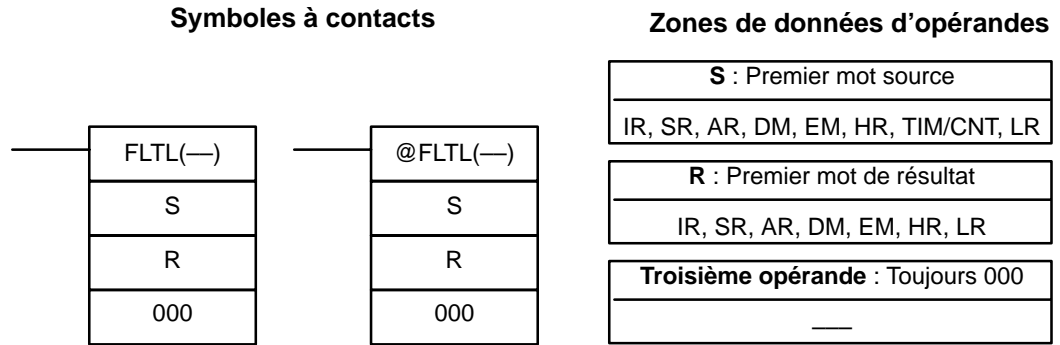 Symboles à contacts
FLTL(––)
S
R
000
@FLTL(––)
S
R
000
Zones de données d’opérandes
S : Premier mot source
IR, SR, AR, DM, EM, HR, TIM/CNT, LR
R : Premier mot de résultat
IR, SR, AR, DM, EM, HR, LR
Troisième opérande : Toujours 000
___